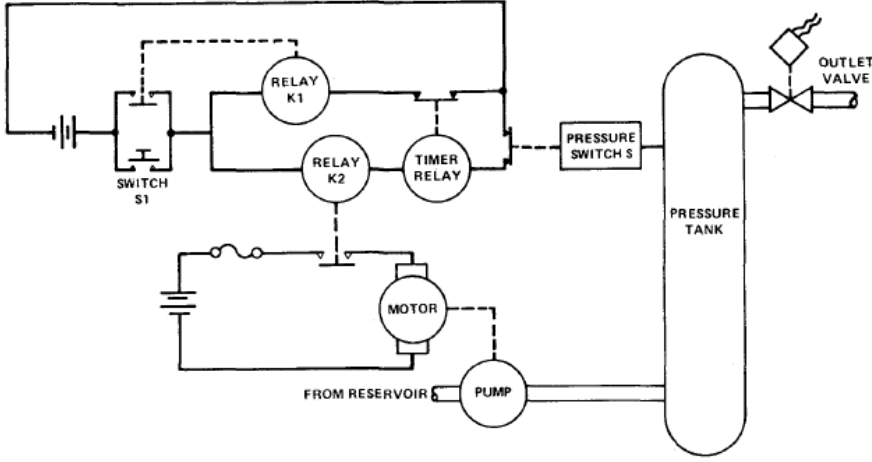 OUTLET
VALVE
RELAY
K1
RELAY
K2
TIMER
RELAY
PRESSURE
SWITCH S
SWITCH
S1
PRESSURE
TANK
MOTOR
FROM RESERVOIR
PUMP